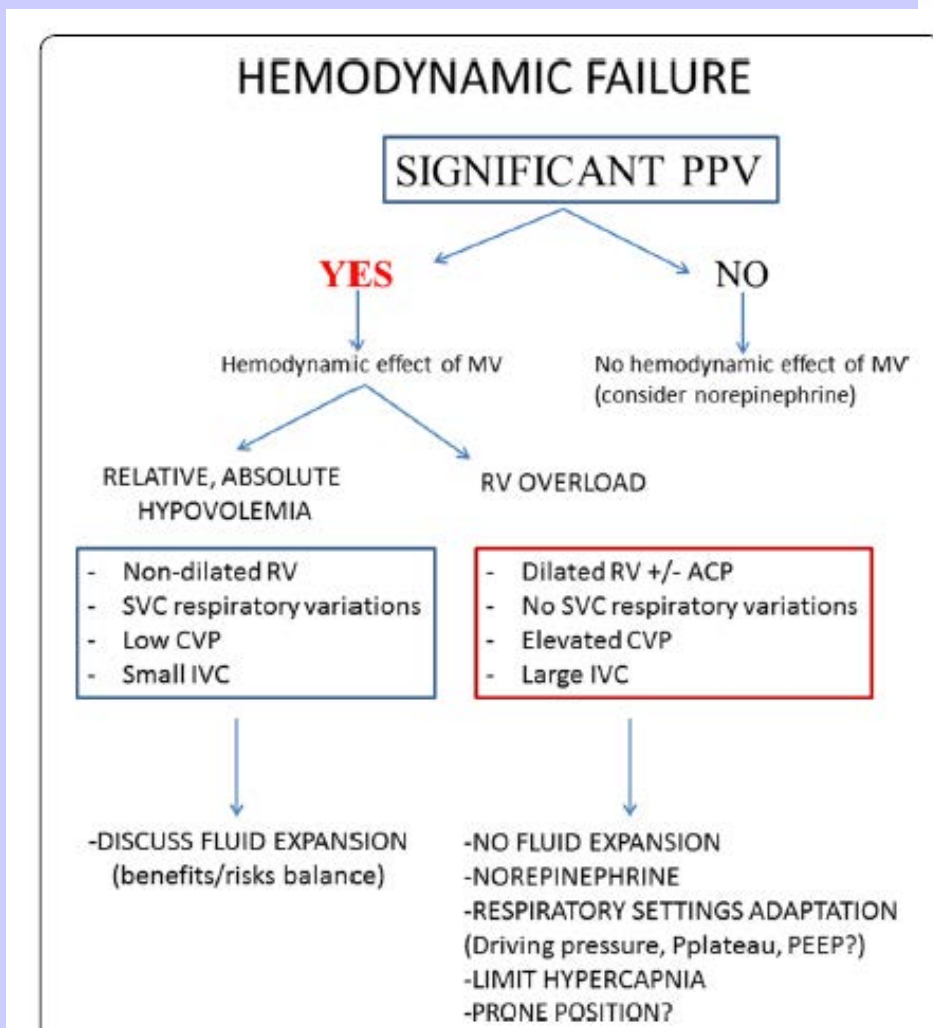 HEMODYNAMIC FAILURE
SIGNIFICANT PPV
YES
NO
Hemodynamic effect of MV
No hemodynamic effect of MV
(consider norepinephrine)
RELATIVE, ABSOLUTE
HYPOVOLEMIA
RV OVERLOAD
- Non-dilated RV
- SVC respiratory variations
- Low CVP
- Small IVC
- Dilated RV +/- ACP
- No SVC respiratory variations
- Elevated CVP
- Large IVC
-DISCUSS FLUID EXPANSION
(benefits/risks balance)
-NO FLUID EXPANSION
-NOREPINEPHRINE
-RESPIRATORY SETTINGS ADAPTATION
(Driving pressure, Pplateau, PEEP?)
-LIMIT HYPERCAPNIA
-PRONE POSITION?